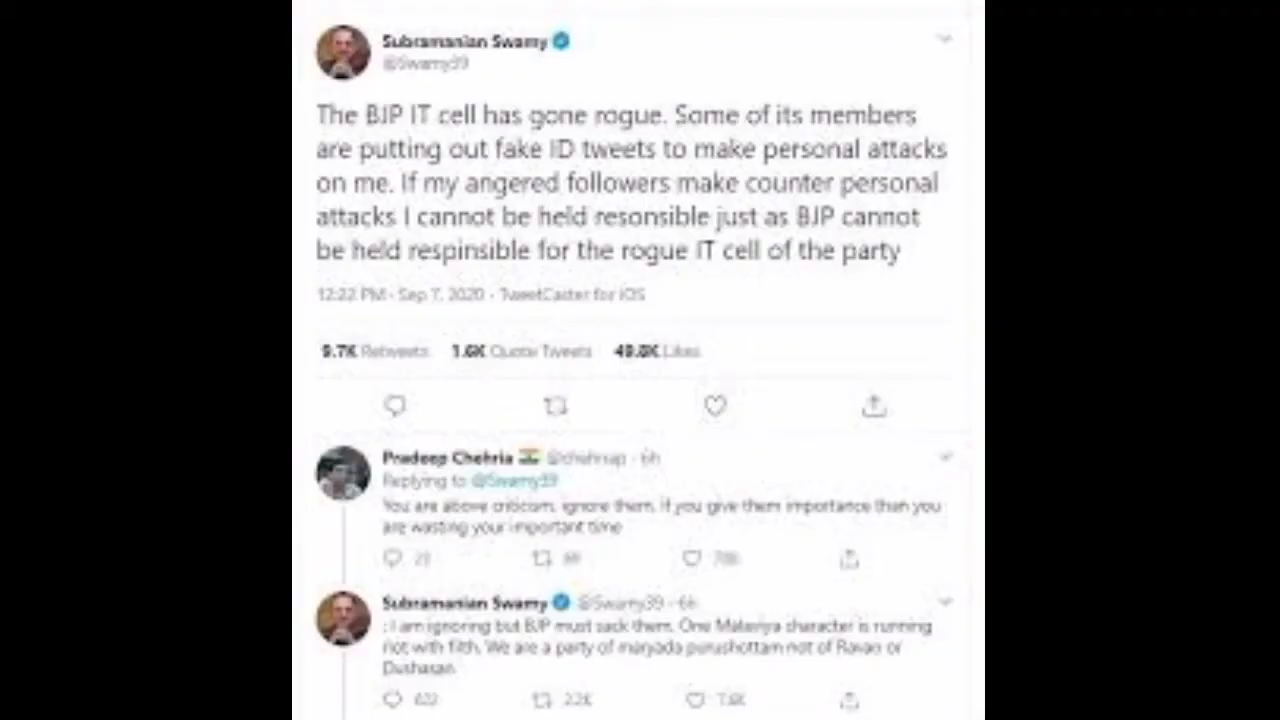 Subramanian Swamy
@Swamy39
The BJP IT cell has gone rogue. Some of its members
are putting out fake ID tweets to make personal attacks
on me. If my angered followers make counter personal
attacks I cannot be held resonsible just as BJP cannot
be held respinsible for the rogue IT cell of the party
12:22 PM · Sep 7, 2020 · TweetCaster for iOS
9.7K Retweets 1.6K Quote Tweets 49.8K Likes
Pradeep Chehria · 6h
Replying to @Swamy39
You are above criticism, ignore them, if you give them importance than you
are wasting your important time
Subramanian Swamy @Swamy39 · 6h
: I am ignoring but BJP must sack them. One Malaviya character is running
riot with filth. We are a party of maryada purushottam not of Ravan or
Dushasan
2.2K